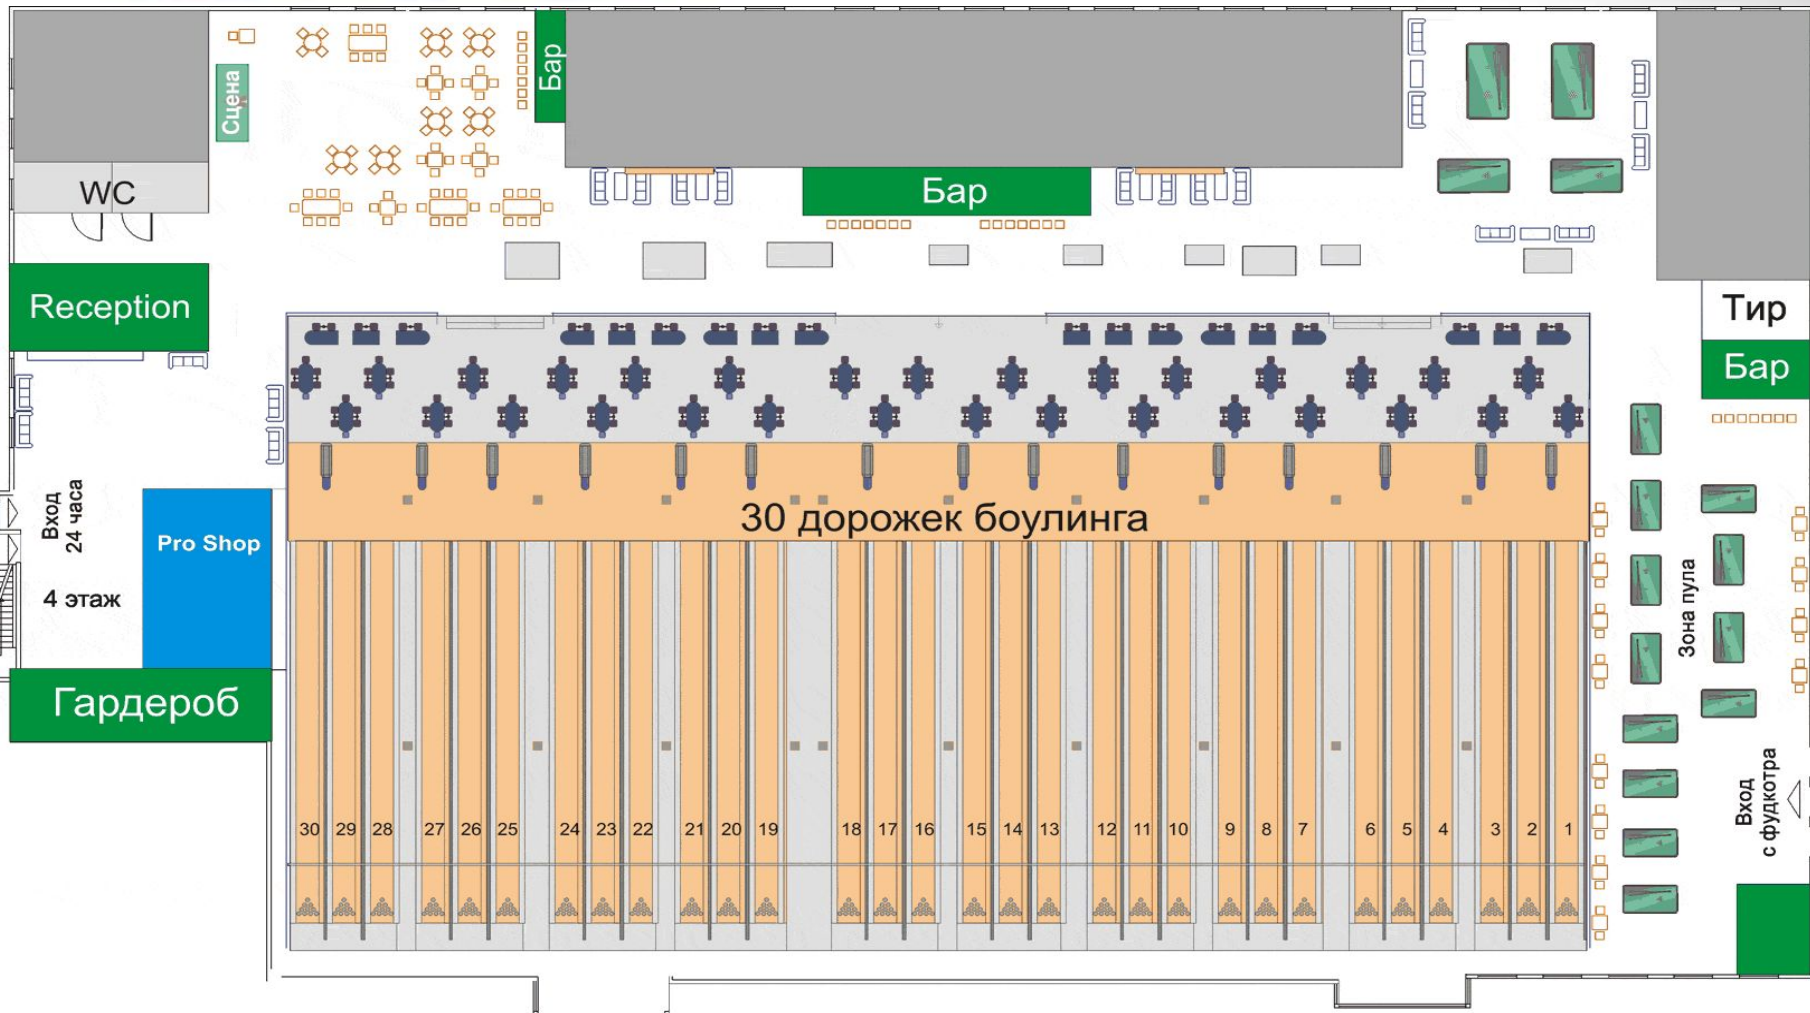 Сцена
Бар
WC
Бар
Reception
Тир
Бар
Вход
24 часа
Pro Shop
4 этаж
30 дорожек боулинга
Зона пула
Гардероб
Вход
с фудкотра
30 29 28 27 26 25 24 23 22 21 20 19 18 17 16 15 14 13 12 11 10 9 8 7 6 5 4 3 2 1